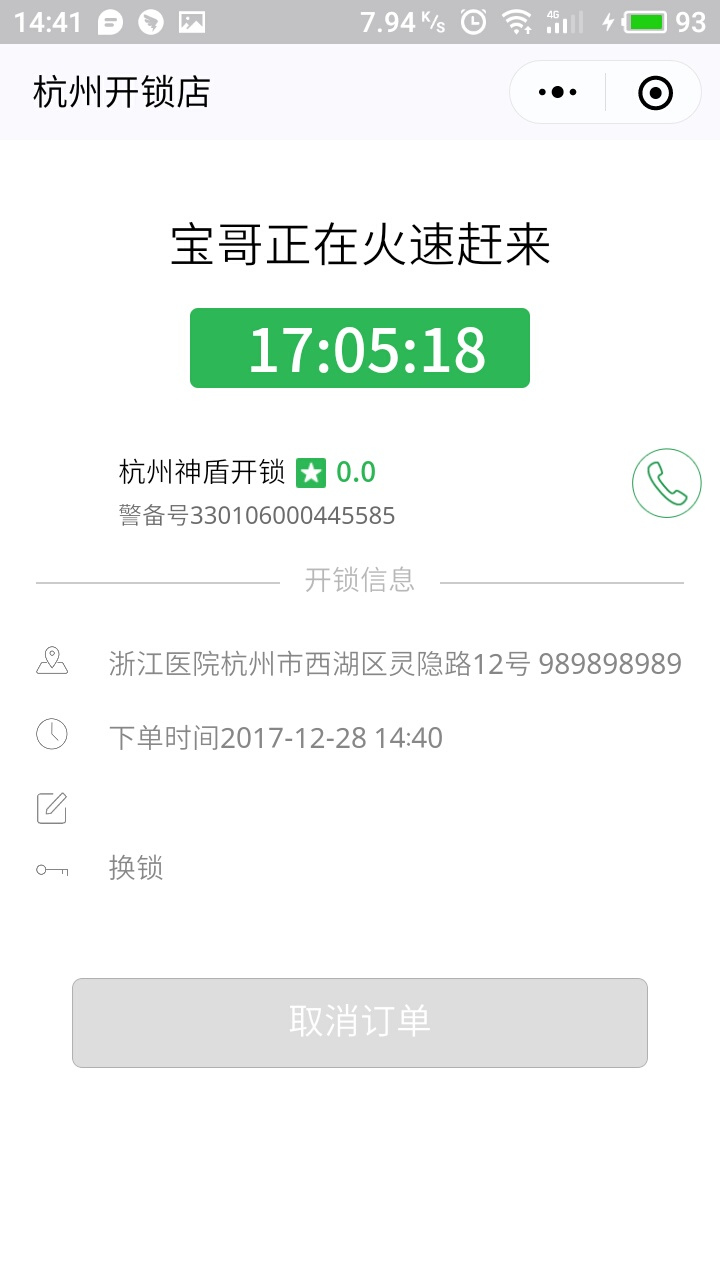 14:41 7.94 K/s 4G 93
杭州开锁店
宝哥正在火速赶来
17:05:18
杭州神盾开锁 0.0
警备号330106000445585
开锁信息
浙江医院杭州市西湖区灵隐路12号 989898989
下单时间2017-12-28 14:40
换锁
取消订单